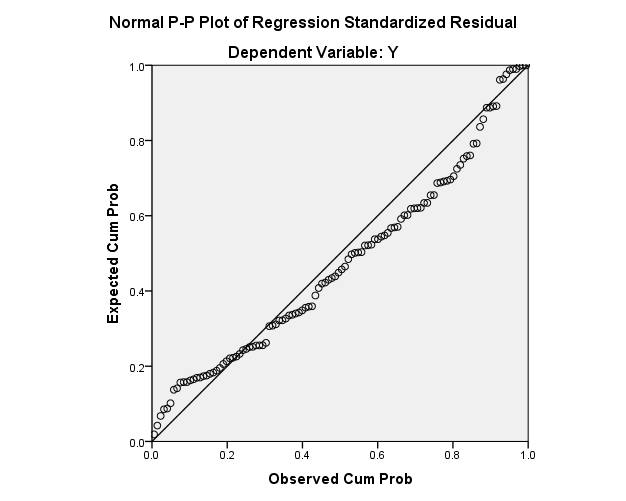 Normal P-P Plot of Regression Standardized Residual
Dependent Variable: Y
1.0
0.8
0.6
0.4
0.2
0.0
Expected Cum Prob
0.0 0.2 0.4 0.6 0.8 1.0
Observed Cum Prob